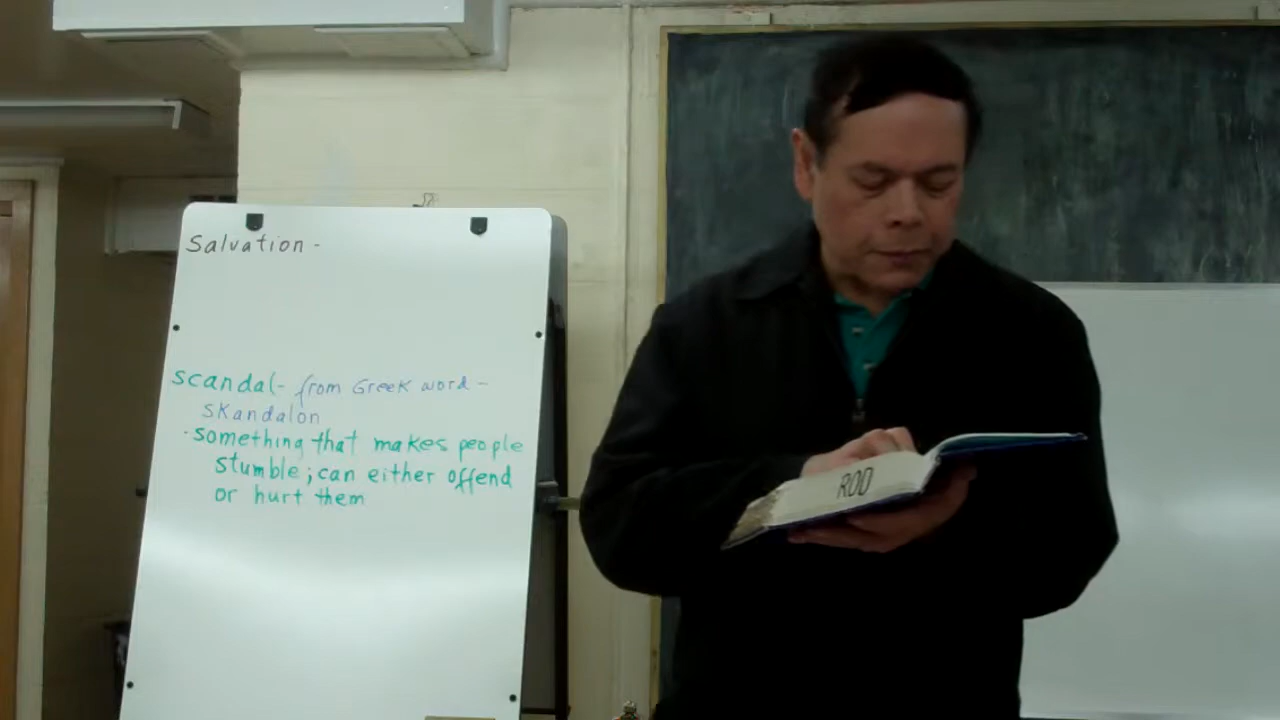 Salvation -
scandal - from Greek word -
skandalon
· something that makes people
stumble; can either offend
or hurt them
ROD